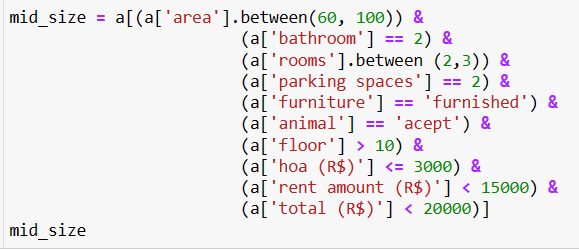 mid_size = a[(a['area'].between(60, 100)) &
(a['bathroom'] == 2) &
(a['rooms'].between (2,3)) &
(a['parking spaces'] == 2) &
(a['furniture'] == 'furnished') &
(a['animal'] == 'acept') &
(a['floor'] > 10) &
(a['hoa (R$)'] <= 3000) &
(a['rent amount (R$)'] < 15000) &
(a['total (R$)'] < 20000)]
mid_size